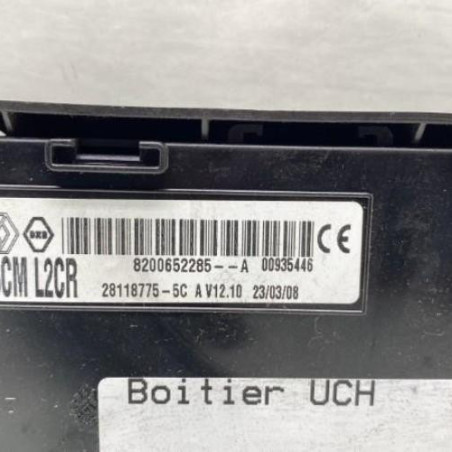 8200652285--A 00935446
CM L2CR 28118775-5C A V12.10 23/03/08
CE
Boitier UCH